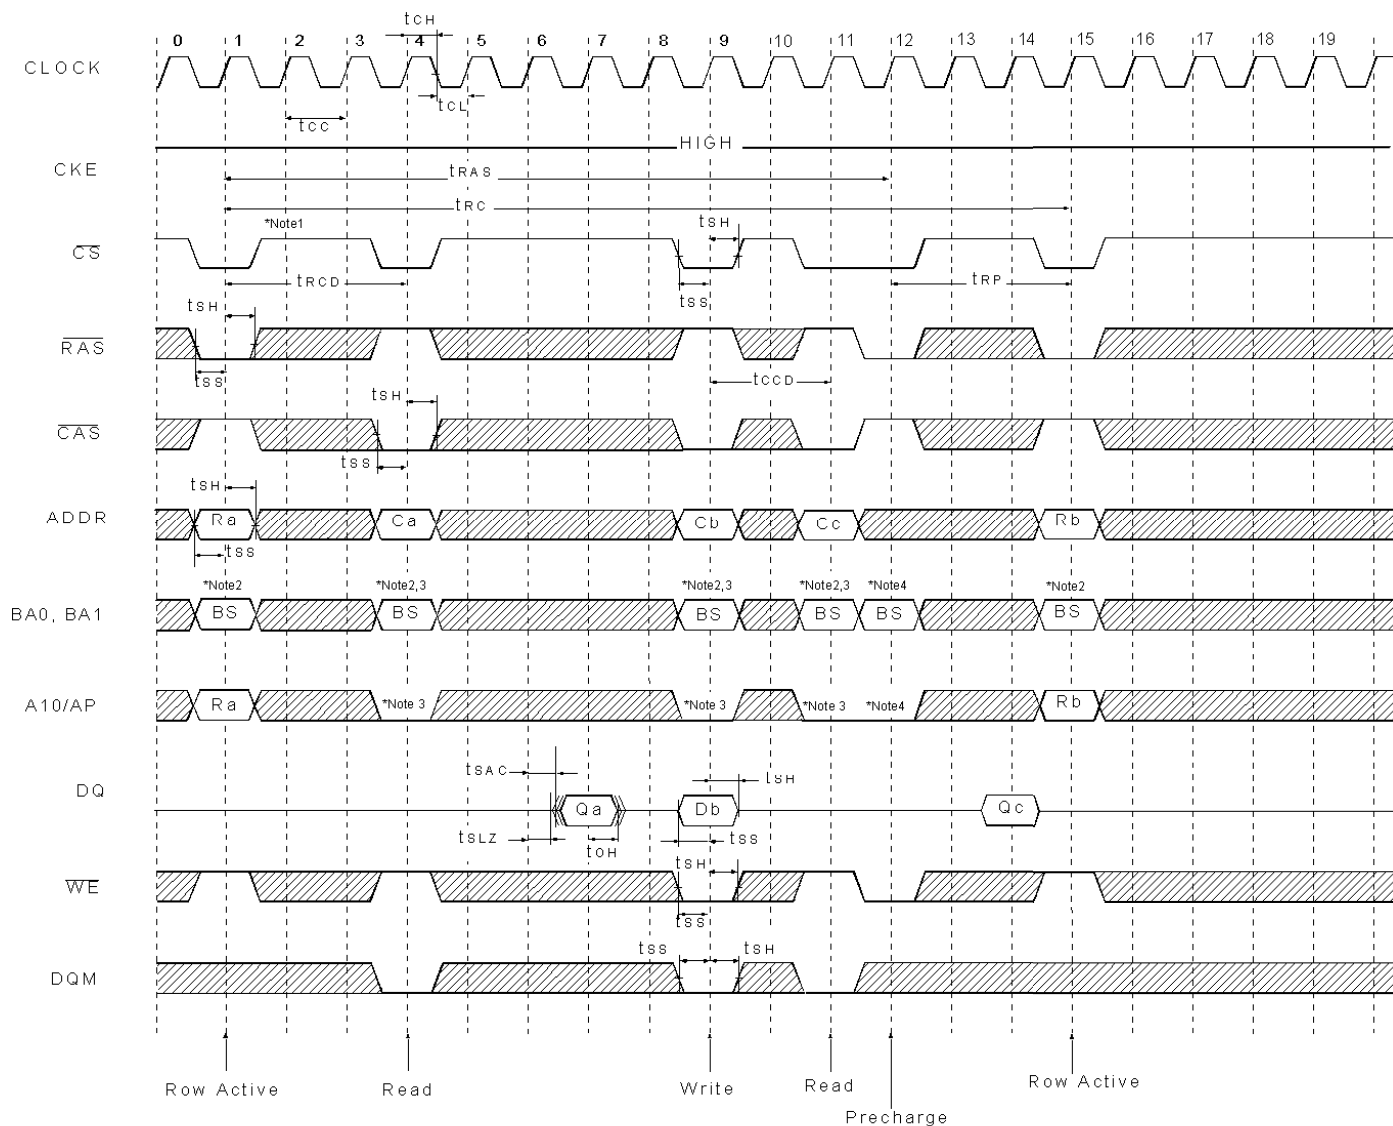 tCH
0 1 2 3 4 5 6 7 8 9 10 11 12 13 14 15 16 17 18 19
CLOCK
tCL
tCC
HIGH
CKE
tRAS
tRC
*Note1
tSH
CS
tRCD
tSS
tRP
tSH
RAS
tSS
tCCD
tSH
CAS
tSS
tSH
ADDR
Ra Ca Cb Cc Rb
tSS
*Note2 *Note2,3 *Note2,3 *Note2,3 *Note4 *Note2
BA0, BA1
BS BS BS BS BS BS
A10/AP
Ra *Note 3 *Note 3 *Note 3 *Note4 Rb
tSAC
tSH
DQ
Qa Db Qc
tSLZ
tOH
tSS
tSH
WE
tSS
tSS
tSH
DQM
Row Active Read Write Read Row Active
Precharge